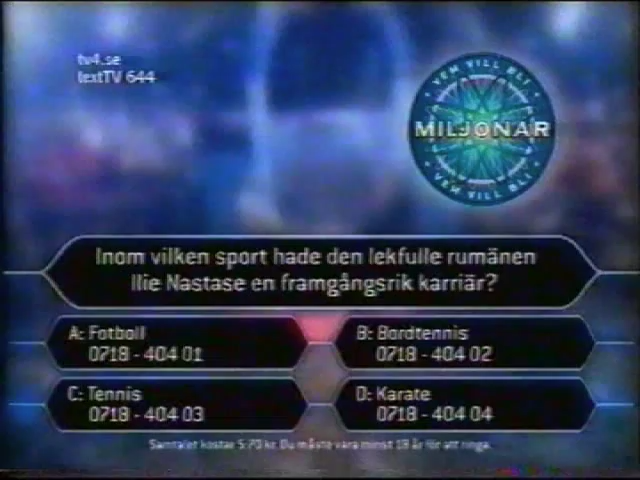 tv4.se
textTV 644
VEM VILL BLI
MILJONÄR
VEM VILL BLI
Inom vilken sport hade den lekfulle rumänen
Ilie Nastase en framgångsrik karriär?
A: Fotboll
0718 - 404 01
B: Bordtennis
0718 - 404 02
C: Tennis
0718 - 404 03
D: Karate
0718 - 404 04
Samtalet kostar 5:70 kr. Du måste vara minst 18 år för att ringa.